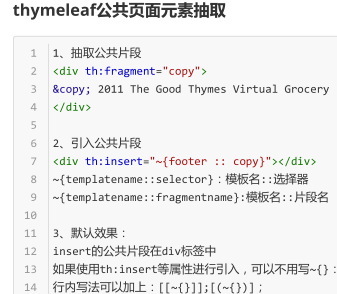 thymeleaf公共页面元素抽取
1 1、抽取公共片段
2 <div th:fragment="copy">
3 &copy; 2011 The Good Thymes Virtual Grocery
4 </div>
5
6 2、引入公共片段
7 <div th:insert="~{footer :: copy}"></div>
8 ~{templatename::selector}：模板名::选择器
9 ~{templatename::fragmentname}:模板名::片段名
10
11 3、默认效果：
12 insert的公共片段在div标签中
13 如果使用th:insert等属性进行引入，可以不用写~{}：
14 行内写法可以加上：[[~{}]];[(~{})]；